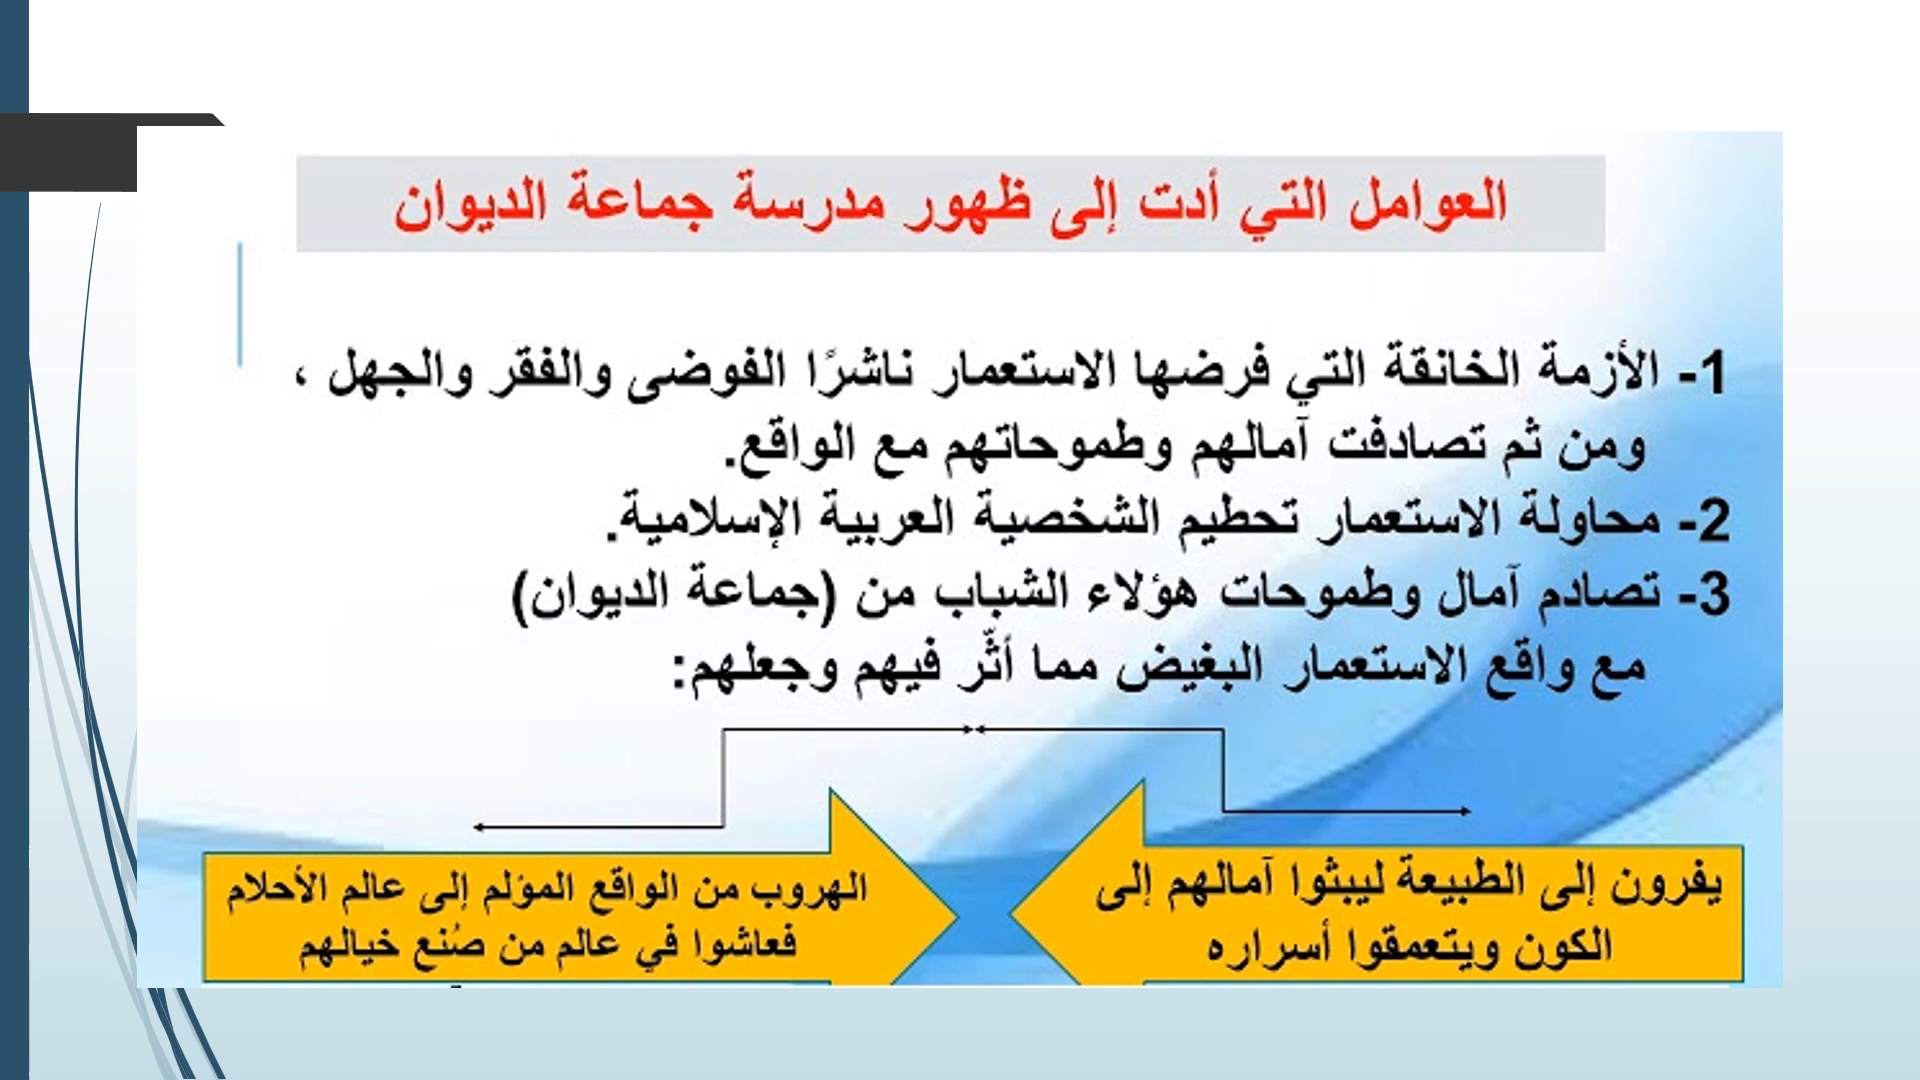 العوامل التي أدت إلى ظهور مدرسة جماعة الديوان
1- الأزمة الخانقة التي فرضها الاستعمار ناشرًا الفوضى والفقر والجهل ،
ومن ثم تصادفت آمالهم وطموحاتهم مع الواقع.
2- محاولة الاستعمار تحطيم الشخصية العربية الإسلامية.
3- تصادم آمال وطموحات هؤلاء الشباب من (جماعة الديوان)
مع واقع الاستعمار البغيض مما أثّر فيهم وجعلهم:
يفرون إلى الطبيعة ليبثوا آمالهم إلى
الكون ويتعمقوا أسراره
الهروب من الواقع المؤلم إلى عالم الأحلام
فعاشوا في عالم من صُنع خيالهم